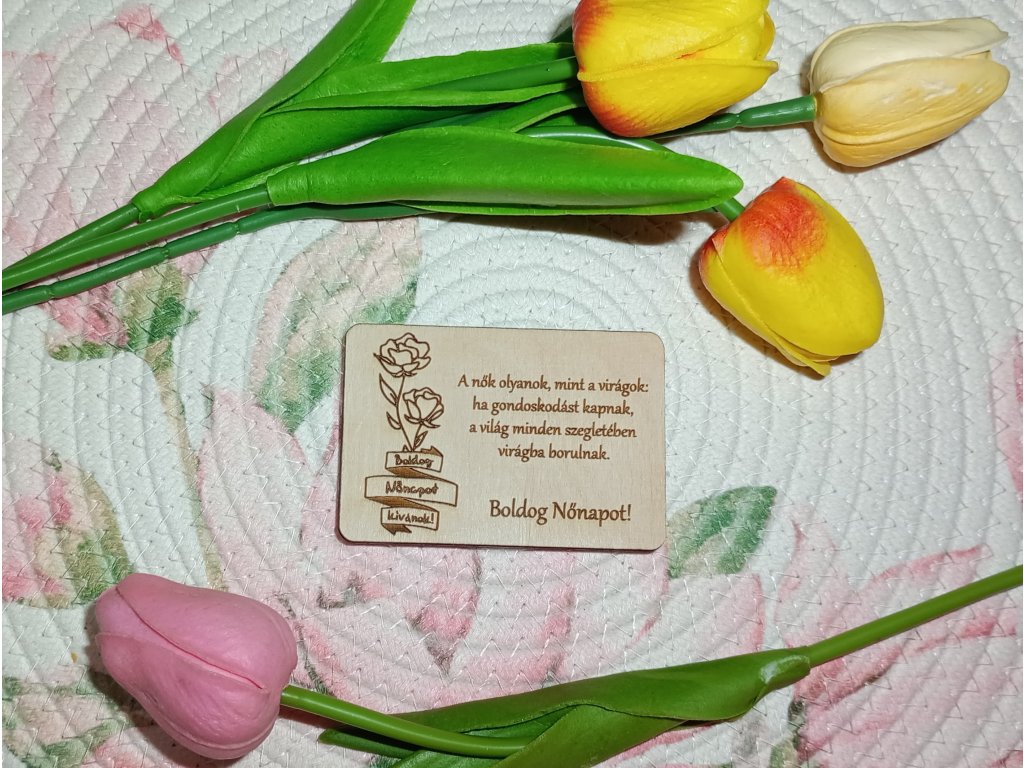 Boldog
Nőnapot
kívánok!
A nők olyanok, mint a virágok:
ha gondoskodást kapnak,
a világ minden szegletében
virágba borulnak.
Boldog Nőnapot!